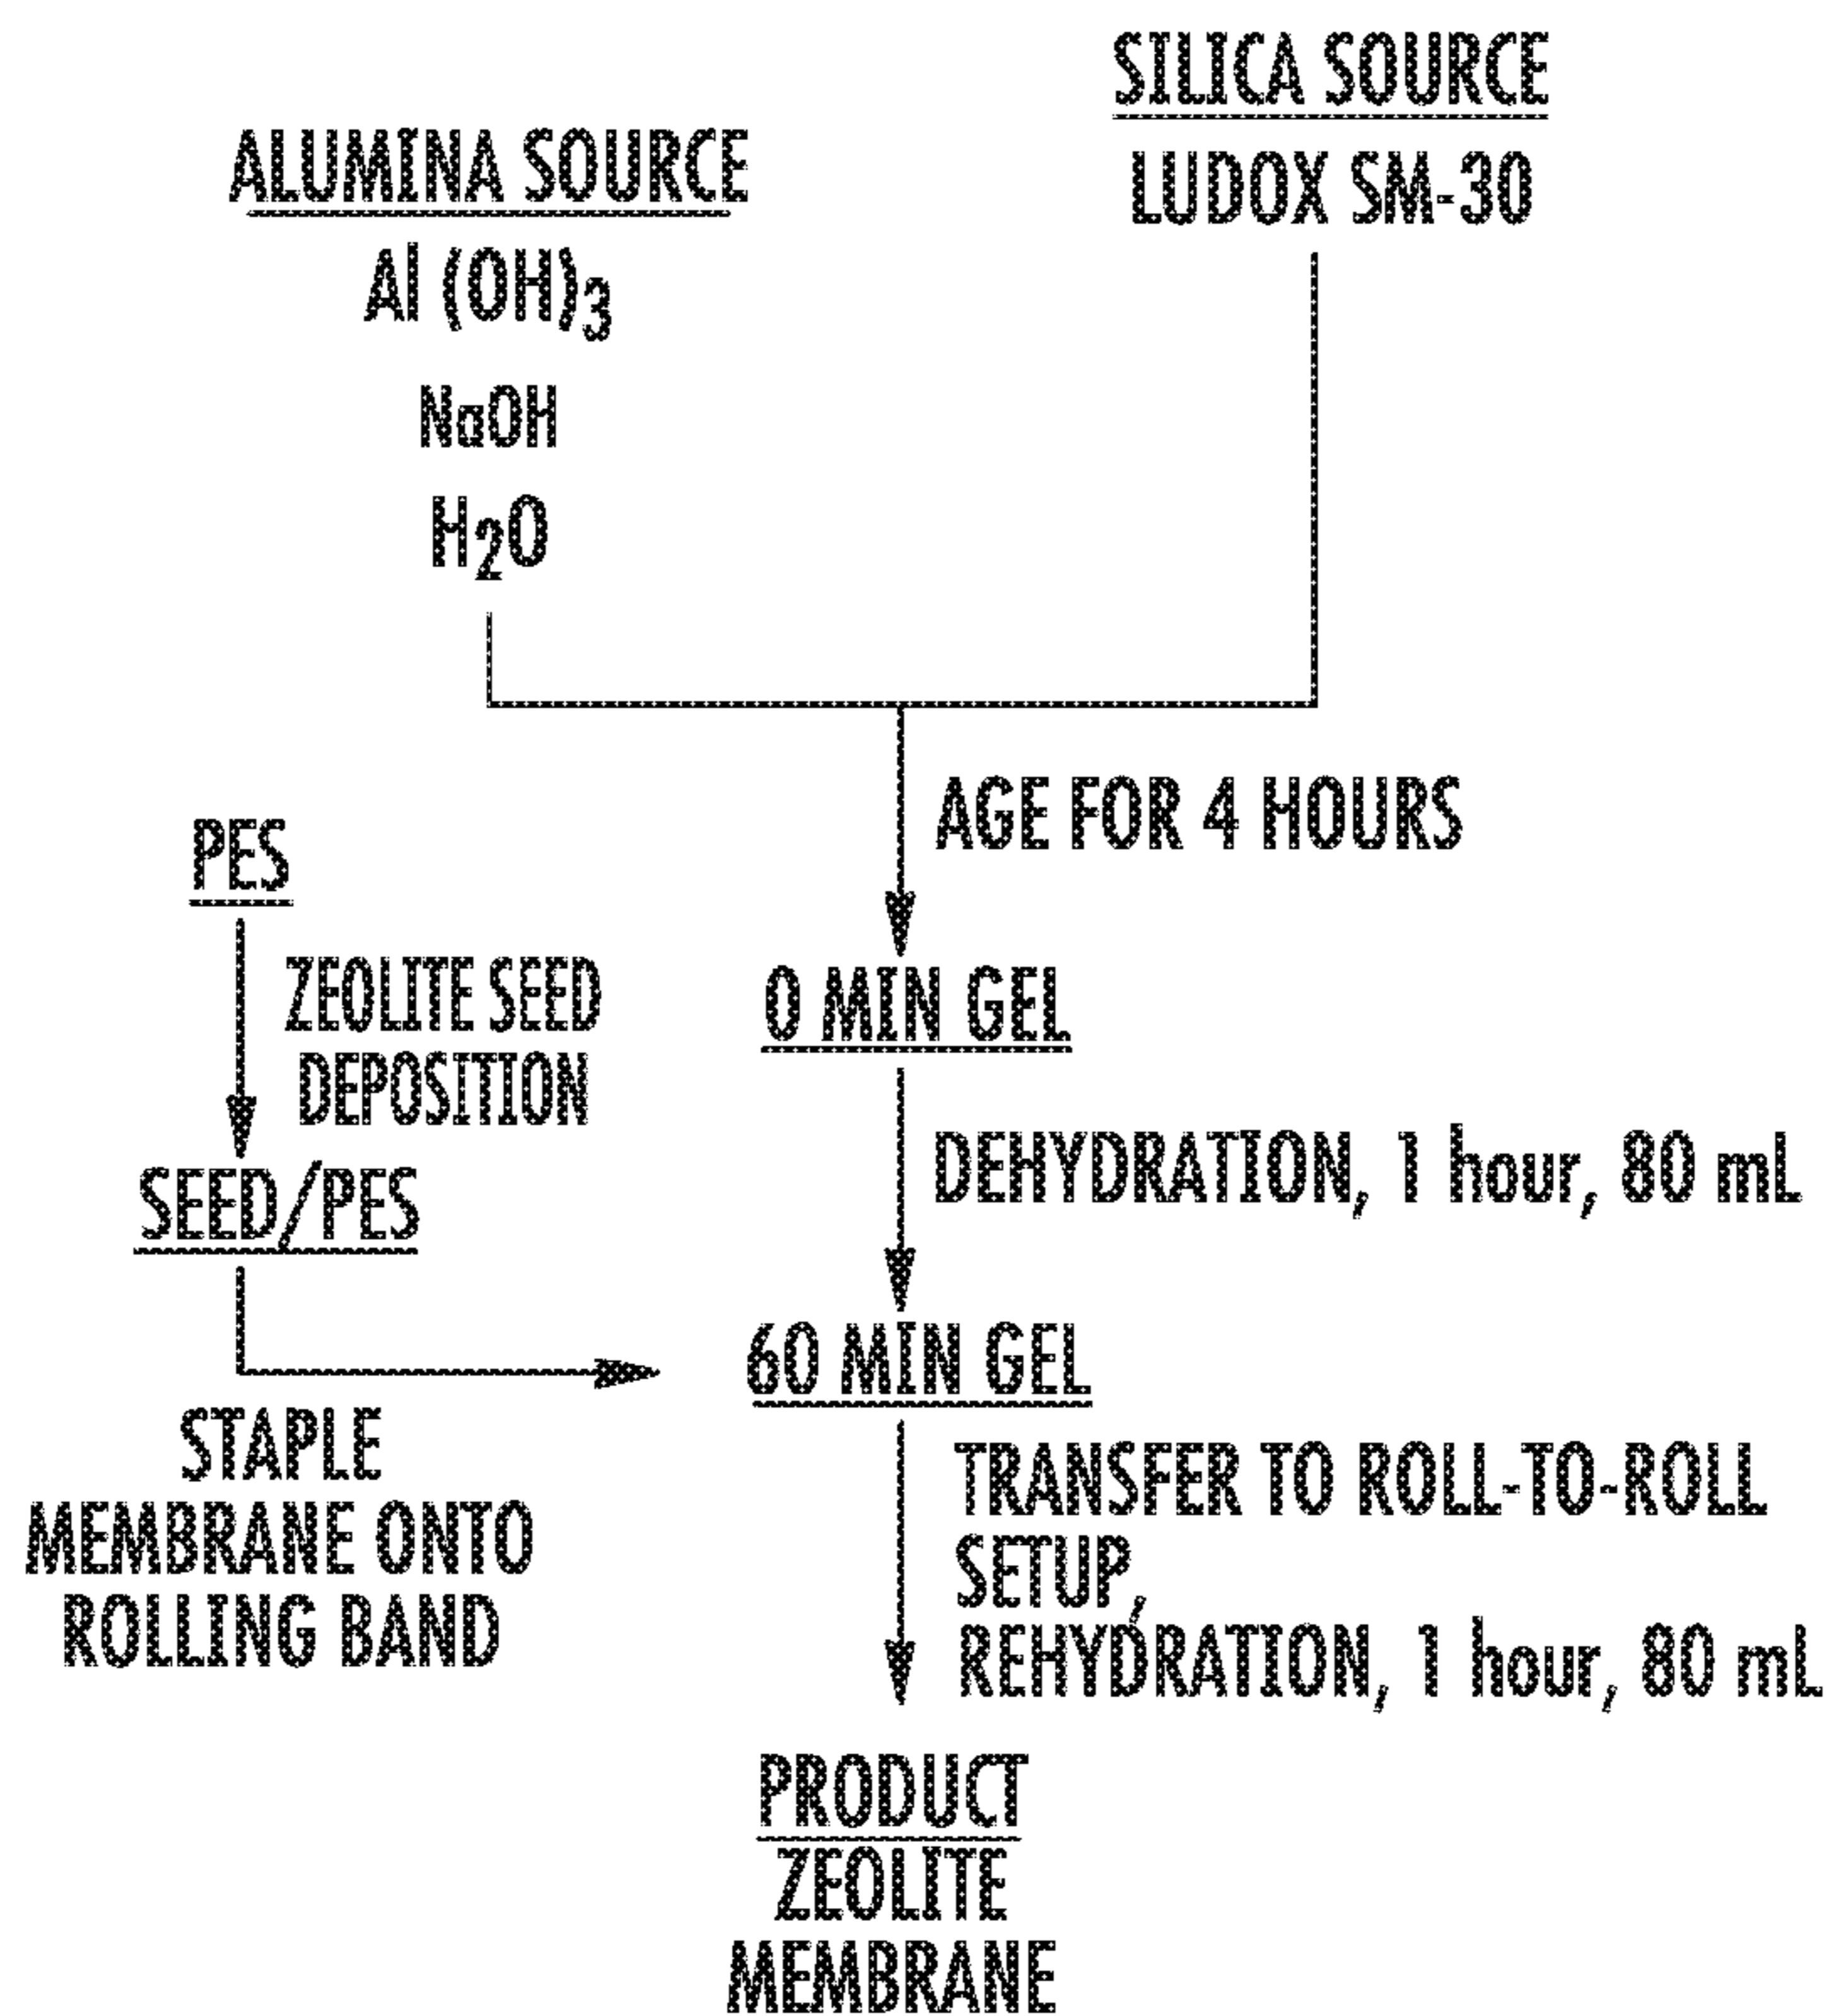 SILICA SOURCE
LUDOX SM-30
ALUMINA SOURCE
Al (OH)3
NaOH
H2O
AGE FOR 4 HOURS
PES
ZEOLITE SEED
DEPOSITION
0 MIN GEL
SEED/PES
DEHYDRATION, 1 hour, 80 mL
60 MIN GEL
STAPLE
MEMBRANE ONTO
ROLLING BAND
TRANSFER TO ROLL-TO-ROLL
SETUP,
REHYDRATION, 1 hour, 80 mL
PRODUCT
ZEOLITE
MEMBRANE